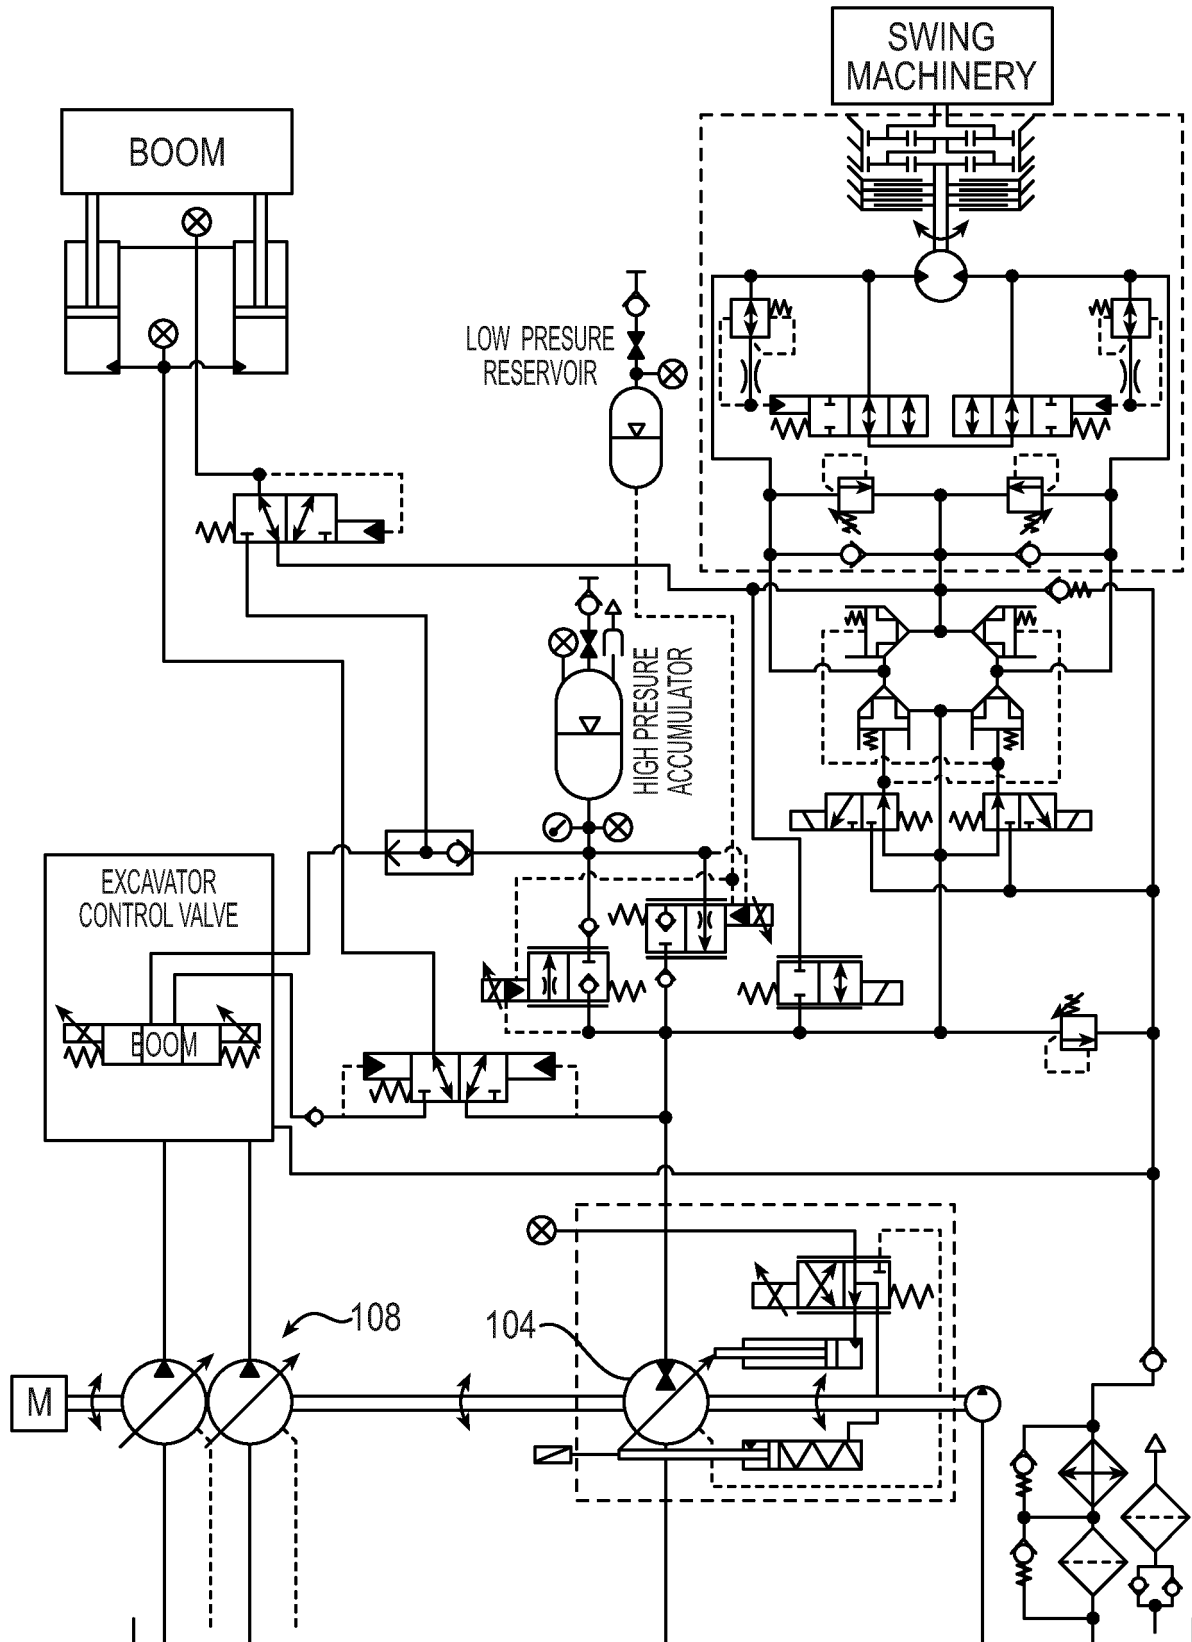 SWING
MACHINERY
BOOM
LOW PRESURE
RESERVOIR
HIGH PRESURE
ACCUMULATOR
EXCAVATOR
CONTROL VALVE
BOOM
108
104
M